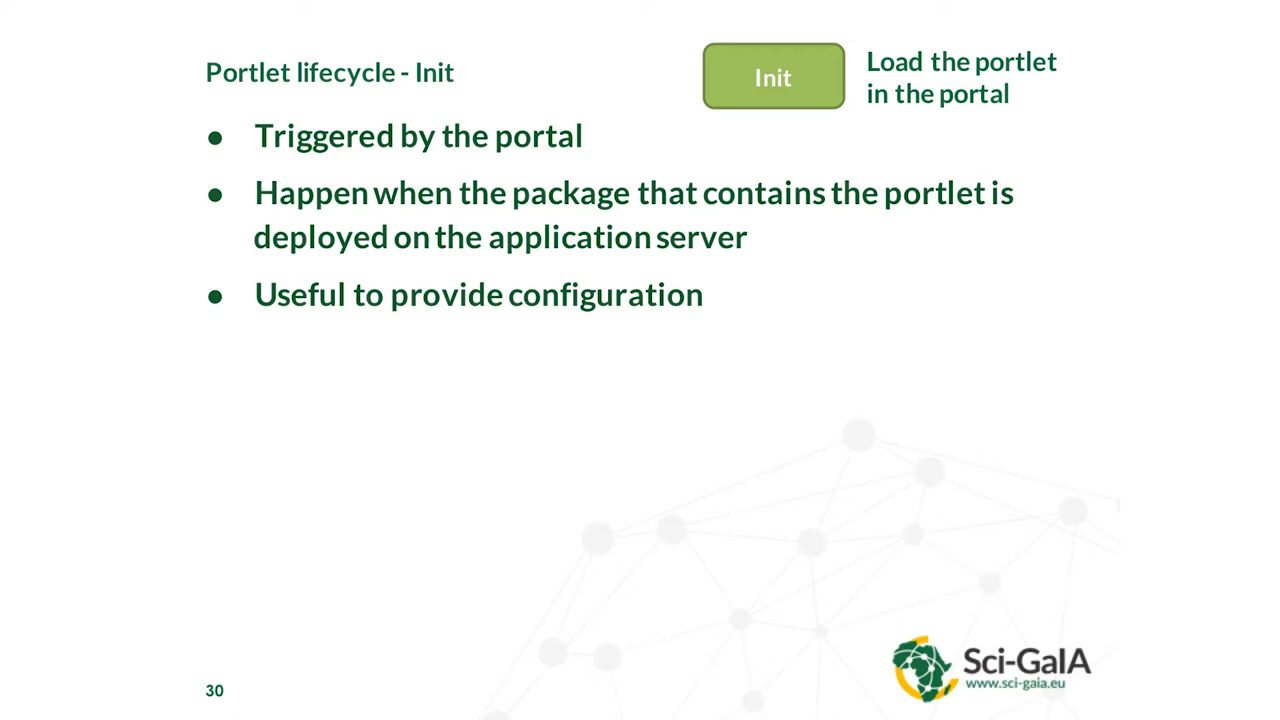 Portlet lifecycle - Init
Init
Load the portlet
in the portal
● Triggered by the portal
● Happen when the package that contains the portlet is
deployed on the application server
● Useful to provide configuration
Sci-GaIA
www.sci-gaia.eu
30